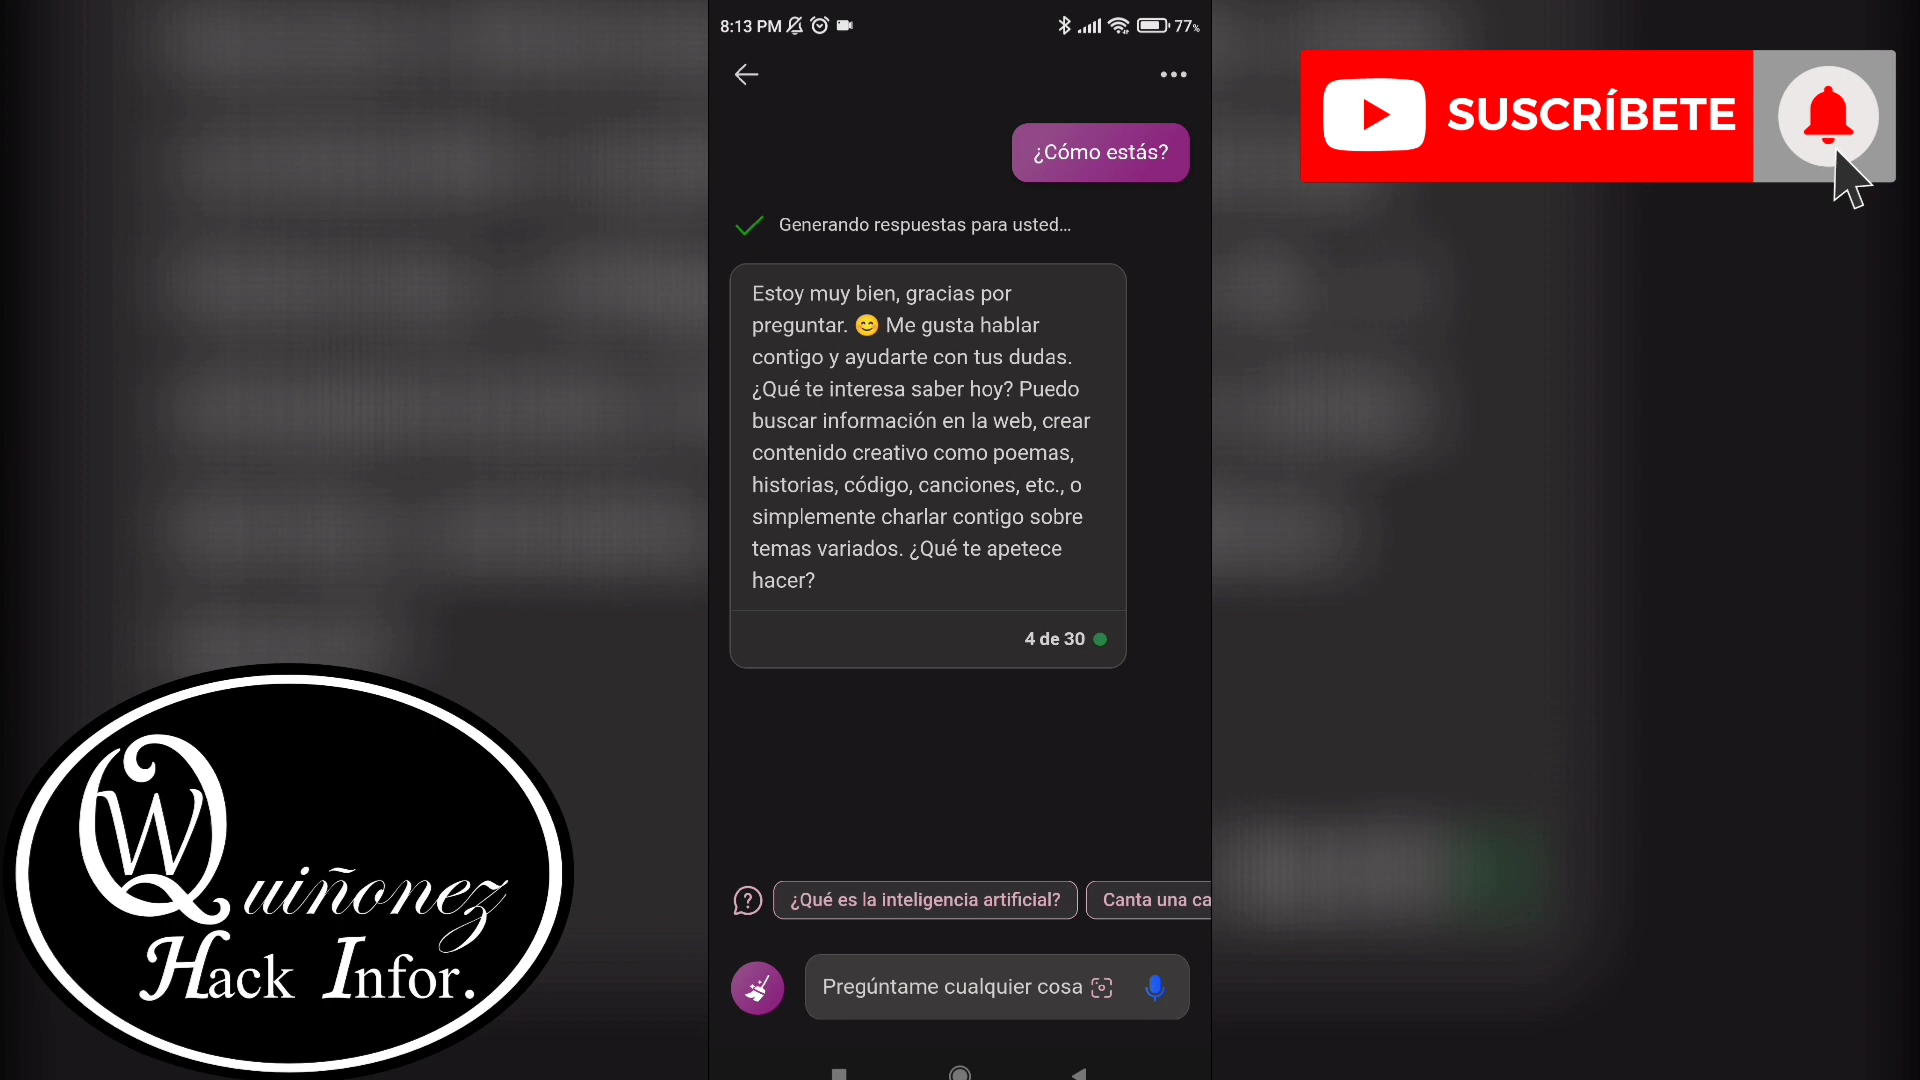 8:13 PM
77%
SUSCRÍBETE
¿Cómo estás?
Generando respuestas para usted...
Estoy muy bien, gracias por
preguntar. 😊 Me gusta hablar
contigo y ayudarte con tus dudas.
¿Qué te interesa saber hoy? Puedo
buscar información en la web, crear
contenido creativo como poemas,
historias, código, canciones, etc., o
simplemente charlar contigo sobre
temas variados. ¿Qué te apetece
hacer?
4 de 30
¿Qué es la inteligencia artificial?
Canta una ca
Pregúntame cualquier cosa
W
Quiñonez
Hack Infor.